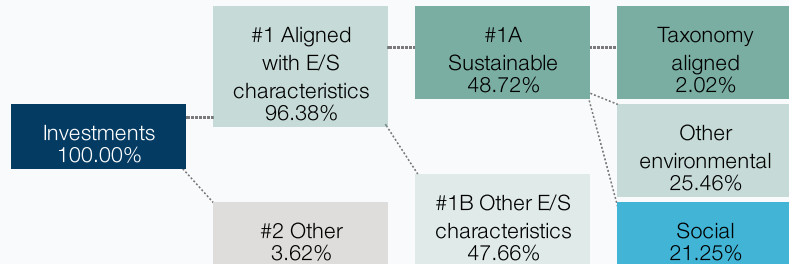 Investments
100.00%
#1 Aligned
with E/S
characteristics
96.38%
#2 Other
3.62%
#1A
Sustainable
48.72%
#1B Other E/S
characteristics
47.66%
Taxonomy
aligned
2.02%
Other
environmental
25.46%
Social
21.25%